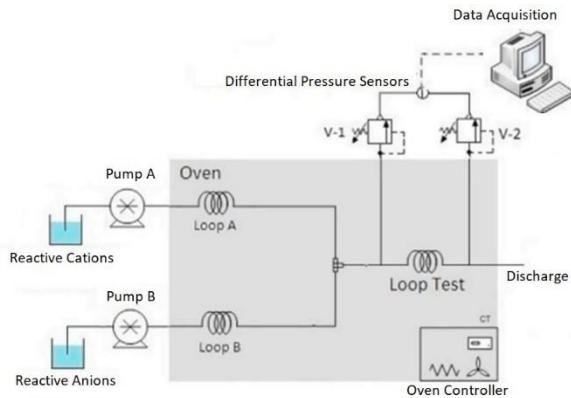 Data Acquisition
Differential Pressure Sensors
V-1
V-2
Oven
Pump A
Loop A
Reactive Cations
Loop Test
Discharge
Pump B
Loop B
Reactive Anions
CT
Oven Controller